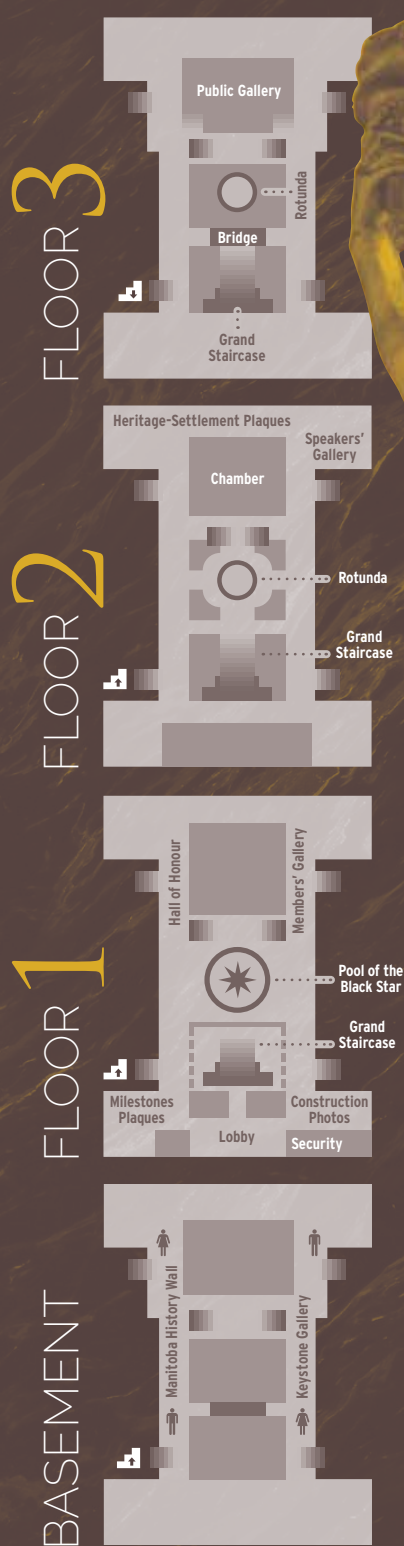 FLOOR 3
Public Gallery
Rotunda
Bridge
Grand
Staircase
FLOOR 2
Heritage-Settlement Plaques
Speakers'
Gallery
Chamber
Rotunda
Grand
Staircase
FLOOR 1
Hall of Honour
Members' Gallery
Pool of the
Black Star
Grand
Staircase
Milestones
Plaques
Construction
Photos
Lobby
Security
BASEMENT
Manitoba History Wall
Keystone Gallery